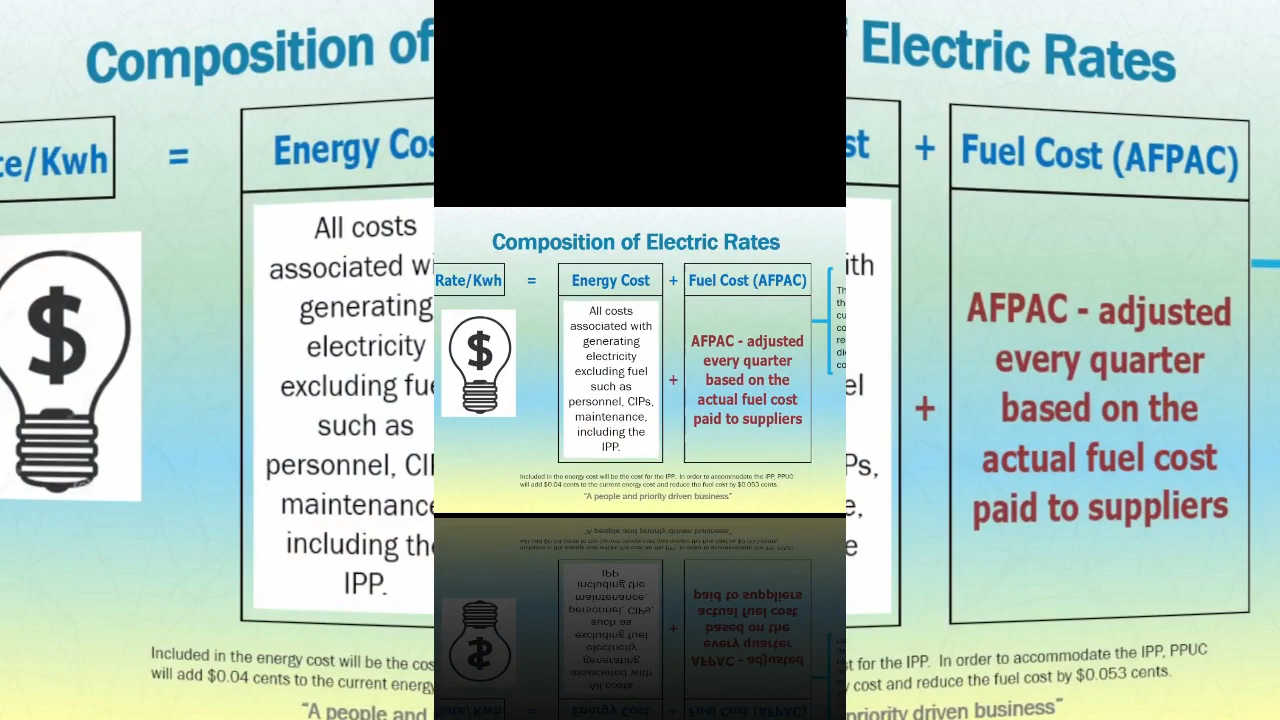 Composition of Electric Rates
Rate/Kwh = Energy Cost + Fuel Cost (AFPAC)
$
All costs
associated with
generating
electricity
excluding fuel
such as
personnel, CIPs,
maintenance,
including the
IPP.
+
AFPAC - adjusted
every quarter
based on the
actual fuel cost
paid to suppliers
Included in the energy cost will be the cost for the IPP. In order to accommodate the IPP, PPUC
will add $0.04 cents to the current energy cost and reduce the fuel cost by $0.053 cents.
"A people and priority driven business"